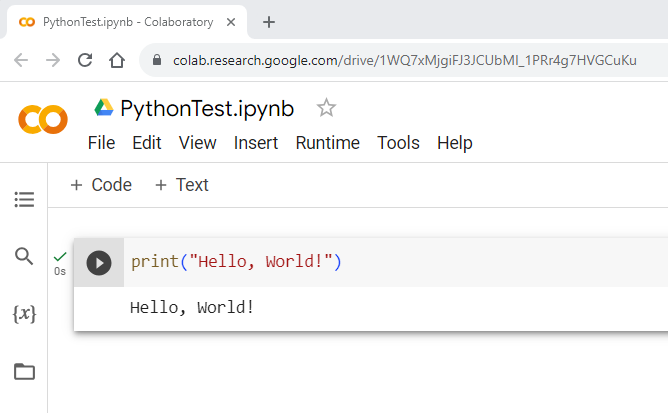 PythonTest.ipynb - Colaboratory
colab.research.google.com/drive/1WQ7xMjgiFJ3JCUbMI_1PRr4g7HVGCuKu
PythonTest.ipynb
File Edit View Insert Runtime Tools Help
+ Code + Text
{x}
0s
print("Hello, World!")
Hello, World!